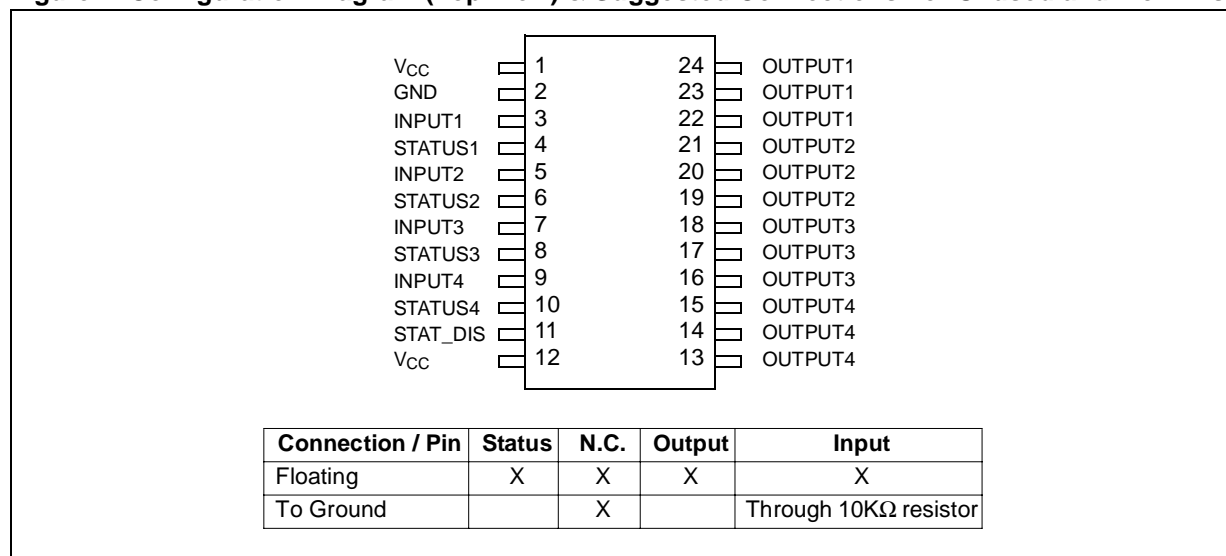 VCC 1 24 OUTPUT1
GND 2 23 OUTPUT1
INPUT1 3 22 OUTPUT1
STATUS1 4 21 OUTPUT2
INPUT2 5 20 OUTPUT2
STATUS2 6 19 OUTPUT2
INPUT3 7 18 OUTPUT3
STATUS3 8 17 OUTPUT3
INPUT4 9 16 OUTPUT3
STATUS4 10 15 OUTPUT4
STAT_DIS 11 14 OUTPUT4
VCC 12 13 OUTPUT4
Connection / Pin Status N.C. Output Input
Floating X X X X
To Ground X Through 10KΩ resistor